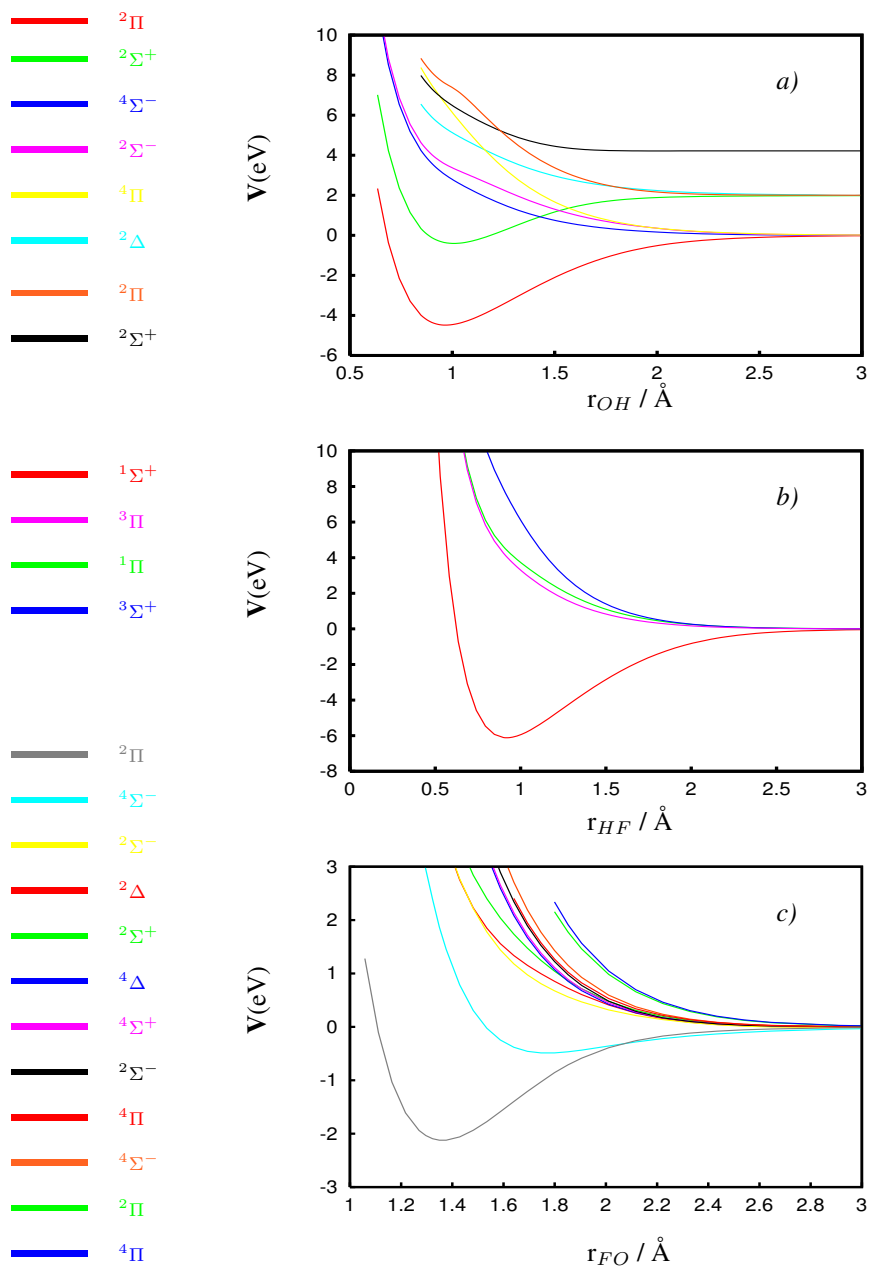 ²Π
²Σ⁺
⁴Σ⁻
²Σ⁻
⁴Π
²Δ
²Π
²Σ⁺
10
8
6
4
2
0
-2
-4
-6
V(eV)
a)
0.5 1 1.5 2 2.5 3
r_OH / Å
¹Σ⁺
³Π
¹Π
³Σ⁺
10
8
6
4
2
0
-2
-4
-6
-8
V(eV)
b)
0 0.5 1 1.5 2 2.5 3
r_HF / Å
²Π
⁴Σ⁻
²Σ⁻
²Δ
²Σ⁺
⁴Δ
⁴Σ⁺
²Σ⁻
⁴Π
⁴Σ⁻
²Π
⁴Π
3
2
1
0
-1
-2
-3
V(eV)
c)
1 1.2 1.4 1.6 1.8 2 2.2 2.4 2.6 2.8 3
r_FO / Å